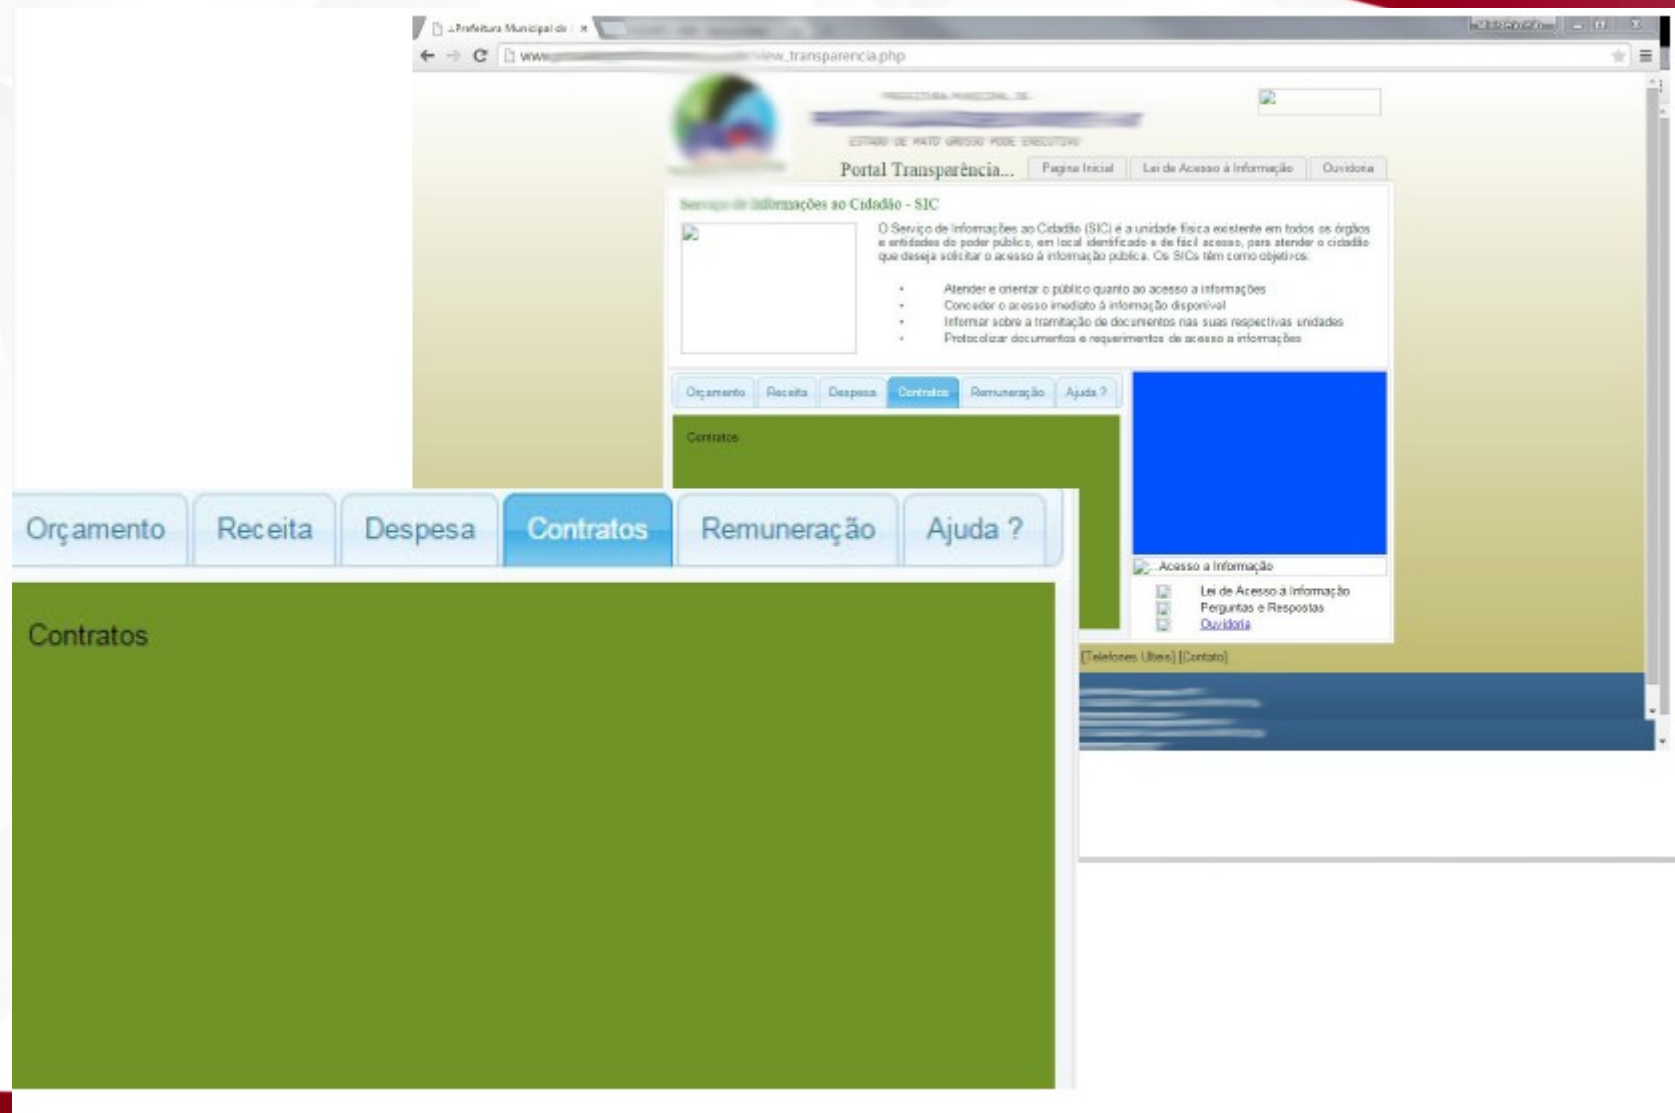 .:Prefeitura Municipal de
www. view_transparencia.php
PREFEITURA MUNICIPAL DE
ESTADO DE MATO GROSSO PODE EXECUTIVO
Portal Transparência... Pagina Inicial Lei de Acesso à Informação Ouvidoria
Serviço de Informações ao Cidadão - SIC
O Serviço de Informações ao Cidadão (SIC) é a unidade física existente em todos os órgãos
e entidades do poder público, em local identificado e de fácil acesso, para atender o cidadão
que deseja solicitar o acesso à informação pública. Os SICs têm como objetivos:
• Atender e orientar o público quanto ao acesso a informações
• Conceder o acesso imediato à informação disponível
• Informar sobre a tramitação de documentos nas suas respectivas unidades
• Protocolizar documentos e requerimentos de acesso a informações
Orçamento Receita Despesa Contratos Remuneração Ajuda ?
Contratos
Orçamento Receita Despesa Contratos Remuneração Ajuda ?
Contratos
...Acesso a Informação
Lei de Acesso à Informação
Perguntas e Respostas
Ouvidoria
[Telefones Ulteis] [Contato]